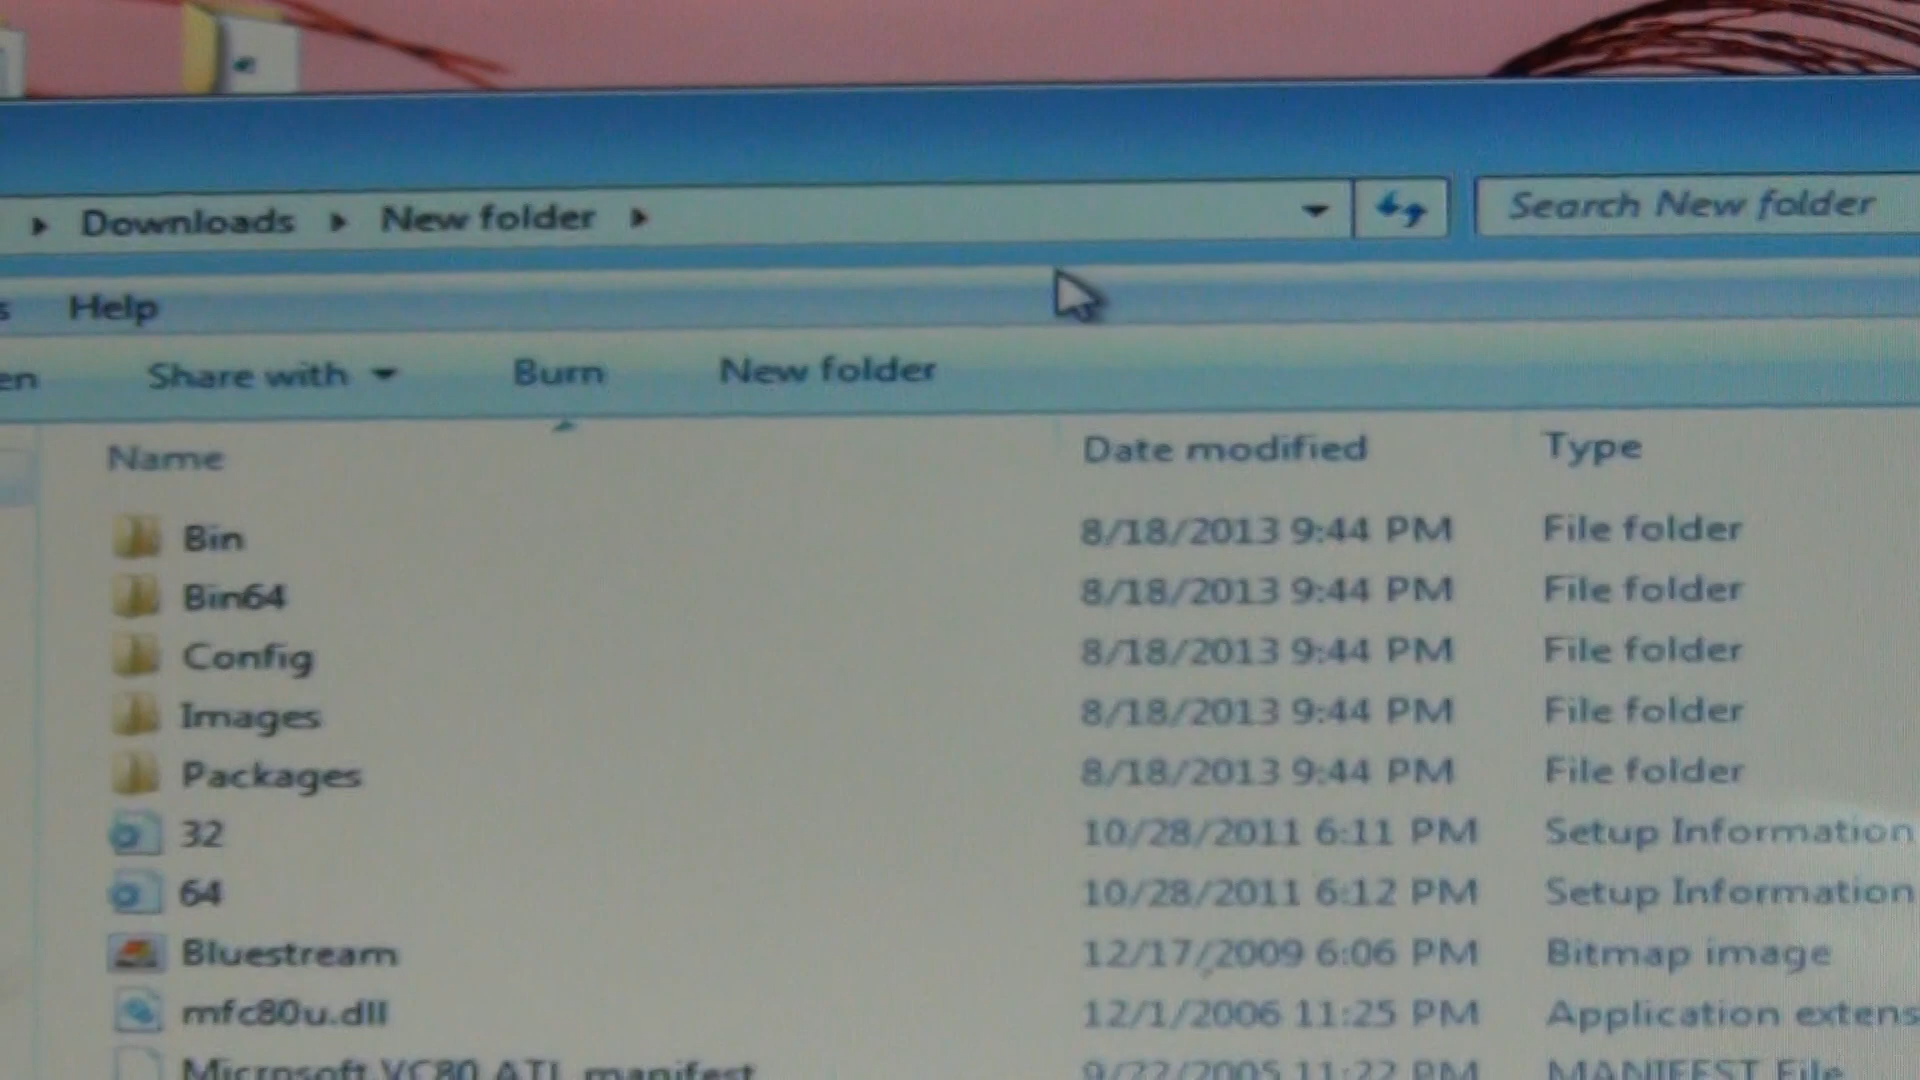 Downloads New folder
Search New folder
s Help
en Share with Burn New folder
Name Date modified Type
Bin 8/18/2013 9:44 PM File folder
Bin64 8/18/2013 9:44 PM File folder
Config 8/18/2013 9:44 PM File folder
Images 8/18/2013 9:44 PM File folder
Packages 8/18/2013 9:44 PM File folder
32 10/28/2011 6:11 PM Setup Information
64 10/28/2011 6:12 PM Setup Information
Bluestream 12/17/2009 6:06 PM Bitmap image
mfc80u.dll 12/1/2006 11:25 PM Application extens
Microsoft.VC80.ATL.manifest 9/22/2005 11:22 PM MANIFEST File